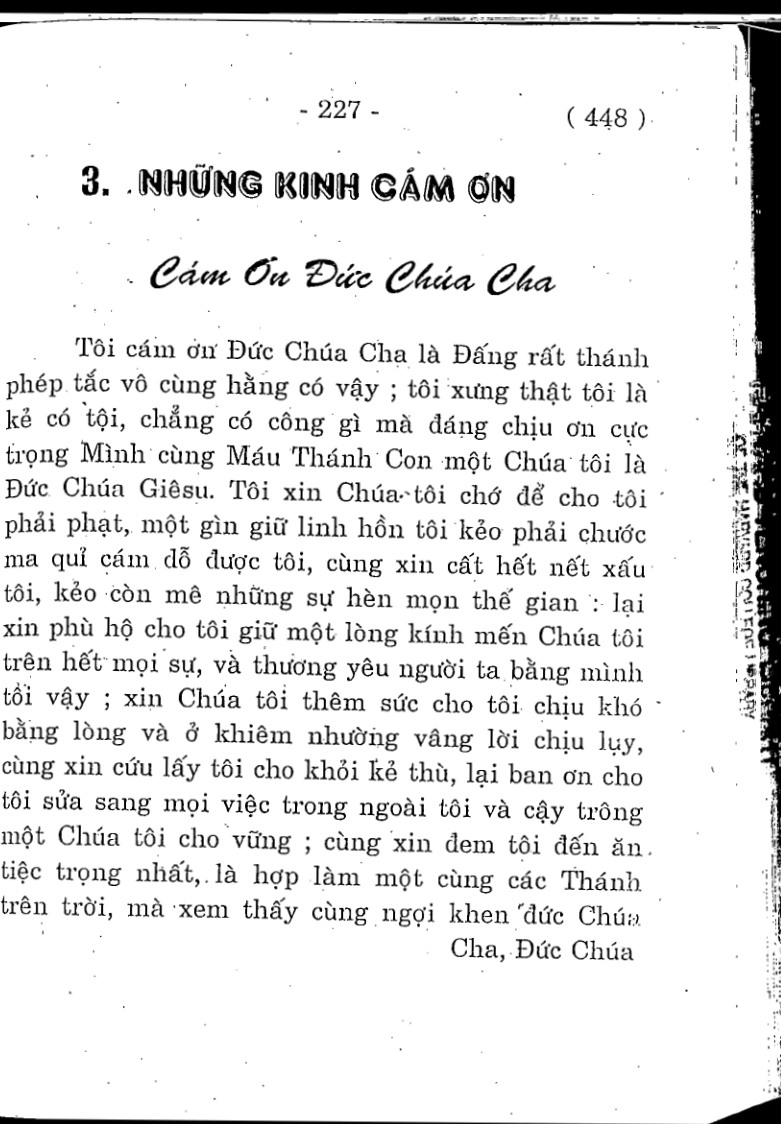 - 227 -
( 448 )
3. NHỮNG KINH CÁM ƠN
Cám Ơn Đức Chúa Cha
Tôi cám ơn Đức Chúa Cha là Đấng rất thánh
phép tắc vô cùng hằng có vậy ; tôi xưng thật tôi là
kẻ có tội, chẳng có công gì mà đáng chịu ơn cực
trọng Mình cùng Máu Thánh Con một Chúa tôi là
Đức Chúa Giêsu. Tôi xin Chúa tôi chớ để cho tôi
phải phạt, một gìn giữ linh hồn tôi kẻo phải chước
ma quỉ cám dỗ được tôi, cùng xin cất hết nết xấu
tôi, kẻo còn mê những sự hèn mọn thế gian : lại
xin phù hộ cho tôi giữ một lòng kính mến Chúa tôi
trên hết mọi sự, và thương yêu người ta bằng mình
tôi vậy ; xin Chúa tôi thêm sức cho tôi chịu khó
bằng lòng và ở khiêm nhường vâng lời chịu lụy,
cùng xin cứu lấy tôi cho khỏi kẻ thù, lại ban ơn cho
tôi sửa sang mọi việc trong ngoài tôi và cậy trông
một Chúa tôi cho vững ; cùng xin đem tôi đến ăn
tiệc trọng nhất, là hợp làm một cùng các Thánh
trên trời, mà xem thấy cùng ngợi khen đức Chúa
Cha, Đức Chúa